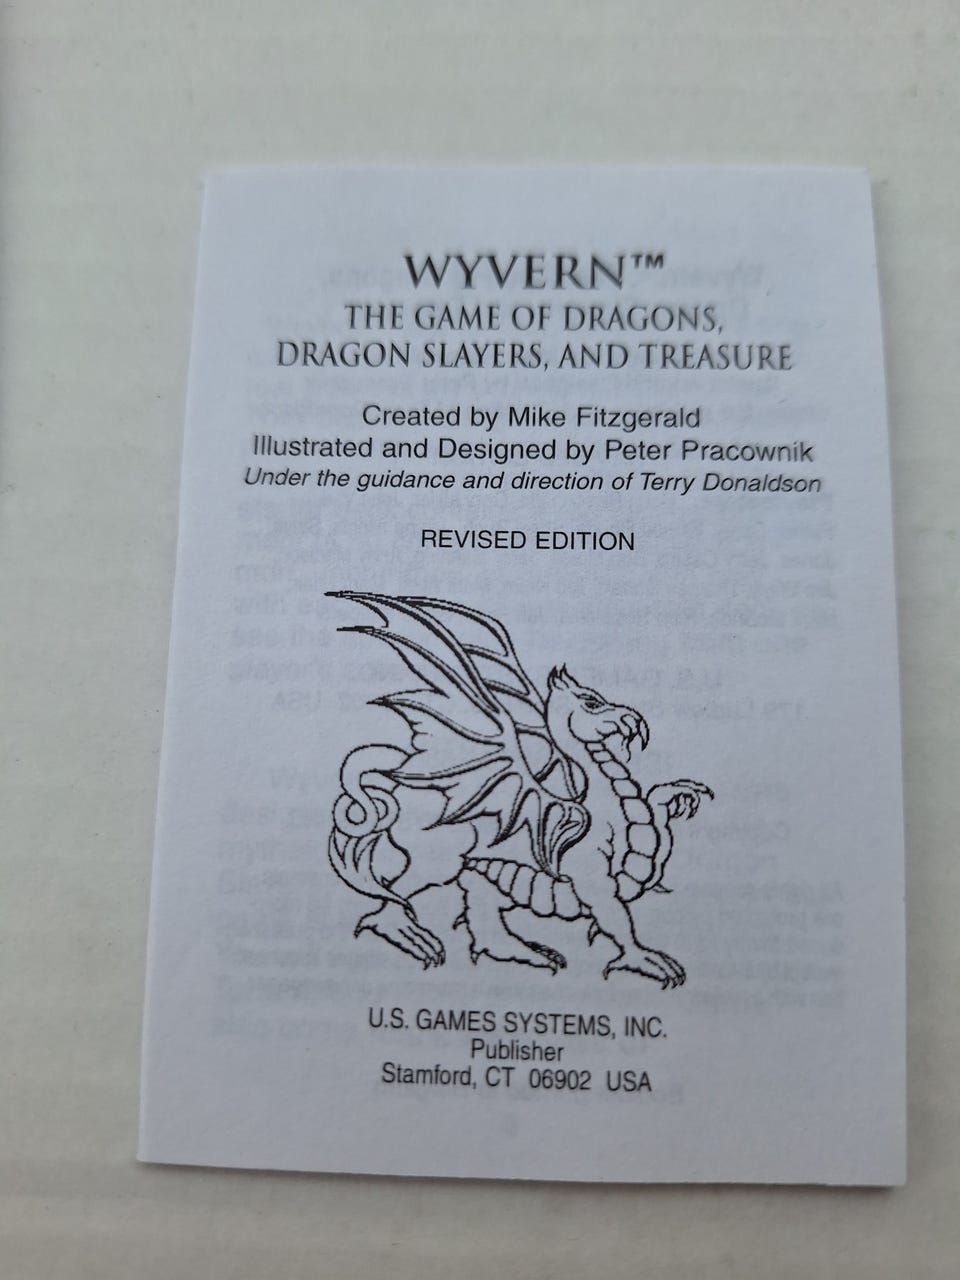 WYVERN™
THE GAME OF DRAGONS,
DRAGON SLAYERS, AND TREASURE
Created by Mike Fitzgerald
Illustrated and Designed by Peter Pracownik
Under the guidance and direction of Terry Donaldson
REVISED EDITION
U.S. GAMES SYSTEMS, INC.
Publisher
Stamford, CT 06902 USA